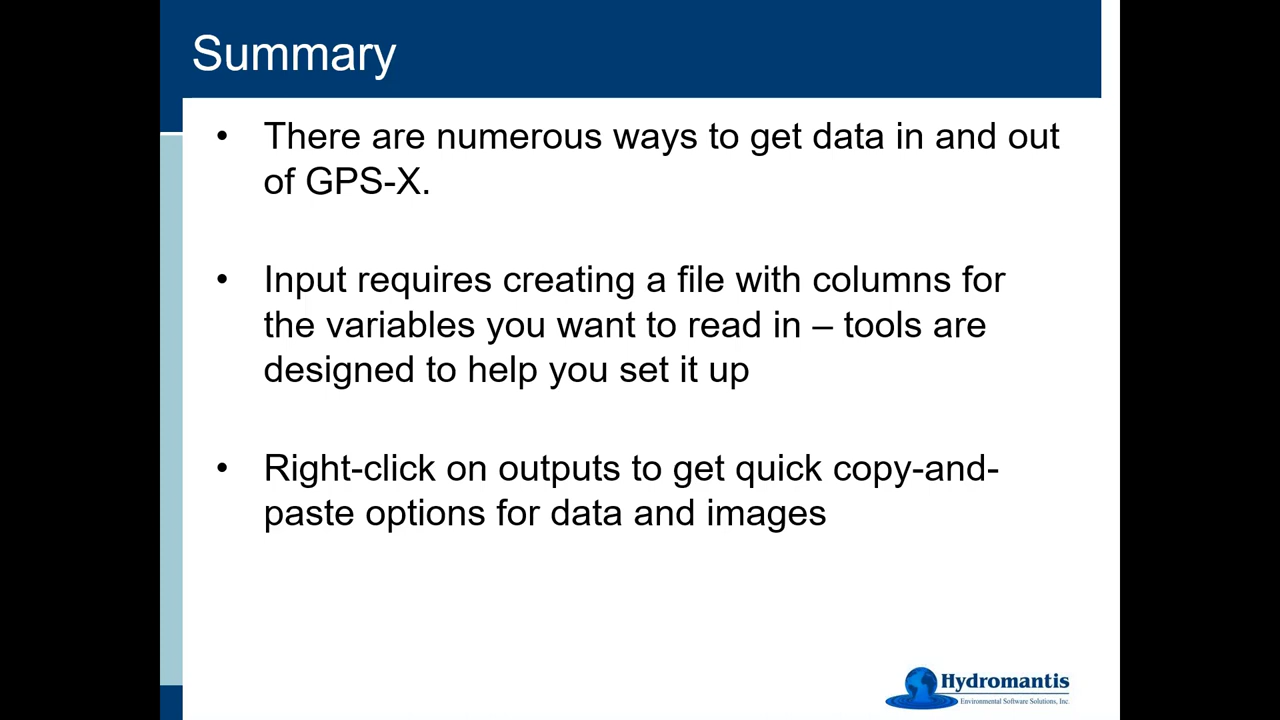 Summary
• There are numerous ways to get data in and out
of GPS-X.
• Input requires creating a file with columns for
the variables you want to read in – tools are
designed to help you set it up
• Right-click on outputs to get quick copy-and-
paste options for data and images
Hydromantis
Environmental Software Solutions, Inc.